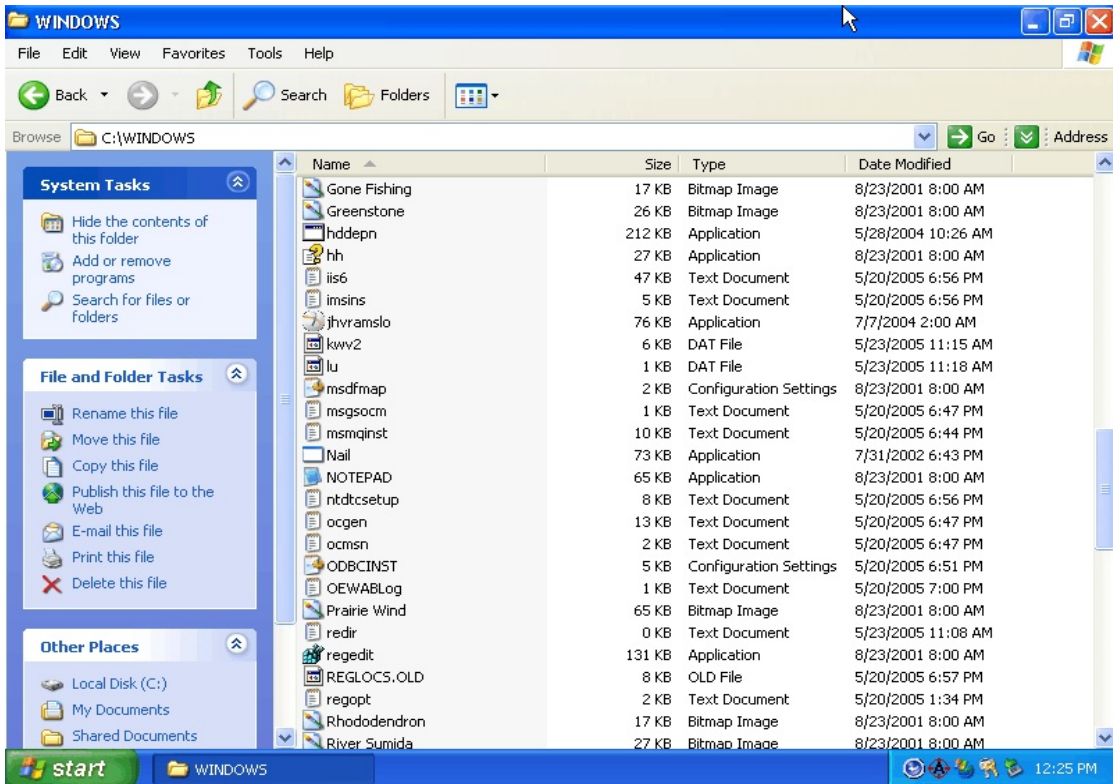 WINDOWS
File Edit View Favorites Tools Help
Back Search Folders
Browse C:\WINDOWS Go Address
System Tasks
Hide the contents of
this folder
Add or remove
programs
Search for files or
folders
File and Folder Tasks
Rename this file
Move this file
Copy this file
Publish this file to the
Web
E-mail this file
Print this file
Delete this file
Other Places
Local Disk (C:)
My Documents
Shared Documents
Name Size Type Date Modified
Gone Fishing 17 KB Bitmap Image 8/23/2001 8:00 AM
Greenstone 26 KB Bitmap Image 8/23/2001 8:00 AM
hddepn 212 KB Application 5/28/2004 10:26 AM
hh 27 KB Application 8/23/2001 8:00 AM
iis6 47 KB Text Document 5/20/2005 6:56 PM
imsins 5 KB Text Document 5/20/2005 6:56 PM
jhvramslo 76 KB Application 7/7/2004 2:00 AM
kwv2 6 KB DAT File 5/23/2005 11:15 AM
lu 1 KB DAT File 5/23/2005 11:18 AM
msdfmap 2 KB Configuration Settings 8/23/2001 8:00 AM
msgsocm 1 KB Text Document 5/20/2005 6:47 PM
msmqinst 10 KB Text Document 5/20/2005 6:44 PM
Nail 73 KB Application 7/31/2002 6:43 PM
NOTEPAD 65 KB Application 8/23/2001 8:00 AM
ntdtcsetup 8 KB Text Document 5/20/2005 6:56 PM
ocgen 13 KB Text Document 5/20/2005 6:47 PM
ocmsn 2 KB Text Document 5/20/2005 6:47 PM
ODBCINST 5 KB Configuration Settings 5/20/2005 6:51 PM
OEWABLog 1 KB Text Document 5/20/2005 7:00 PM
Prairie Wind 65 KB Bitmap Image 8/23/2001 8:00 AM
redir 0 KB Text Document 5/23/2005 11:08 AM
regedit 131 KB Application 8/23/2001 8:00 AM
REGLOCS.OLD 8 KB OLD File 5/20/2005 6:57 PM
regopt 2 KB Text Document 5/20/2005 1:34 PM
Rhododendron 17 KB Bitmap Image 8/23/2001 8:00 AM
River Sumida 27 KB Bitmap Image 8/23/2001 8:00 AM
start WINDOWS 12:25 PM